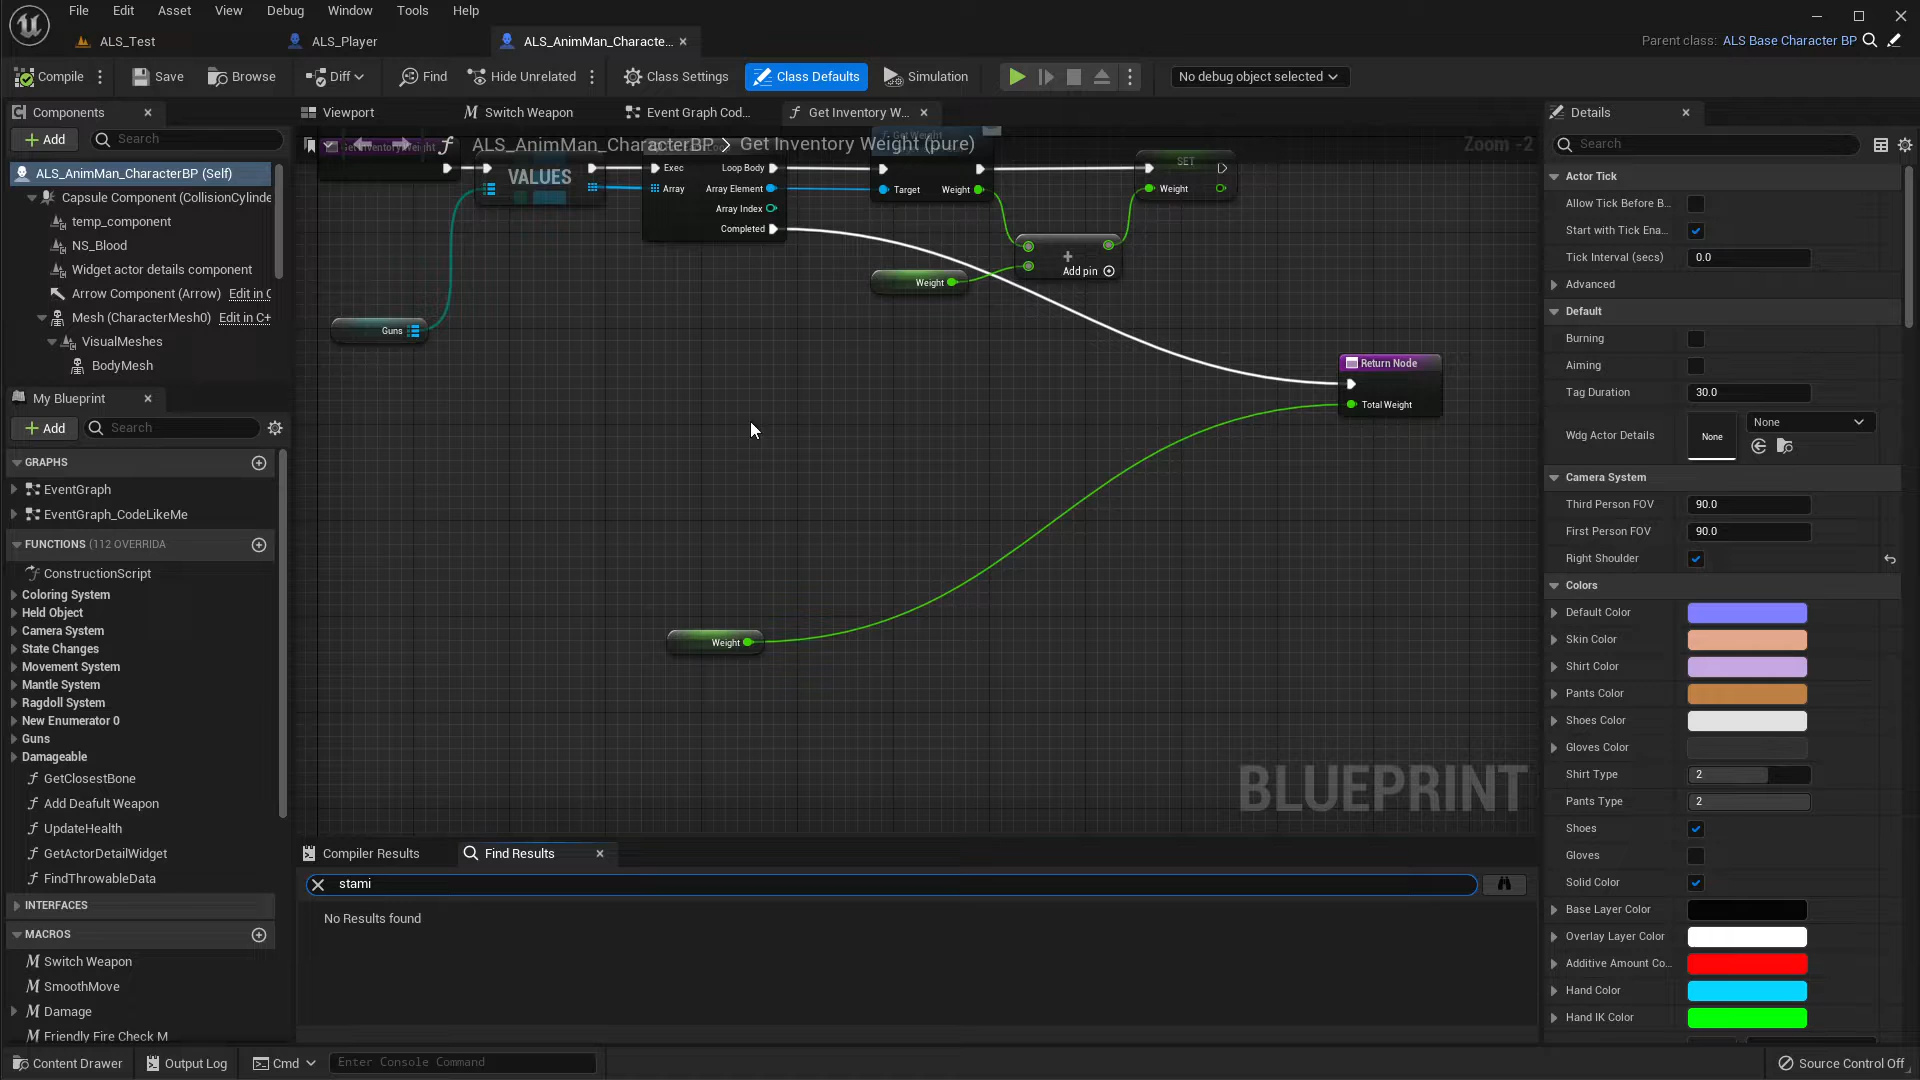 File Edit Asset View Debug Window Tools Help
ALS_Test ALS_Player ALS_AnimMan_Characte...
Parent class: ALS Base Character BP
Compile Save Browse Diff Find Hide Unrelated Class Settings Class Defaults Simulation No debug object selected
Components
Add Search
ALS_AnimMan_CharacterBP (Self)
Capsule Component (CollisionCylinde
temp_component
NS_Blood
Widget actor details component
Arrow Component (Arrow) Edit in C
Mesh (CharacterMesh0) Edit in C+
VisualMeshes
BodyMesh
My Blueprint
Add Search
GRAPHS
EventGraph
EventGraph_CodeLikeMe
FUNCTIONS (112 OVERRIDA
ConstructionScript
Coloring System
Held Object
Camera System
State Changes
Movement System
Mantle System
Ragdoll System
New Enumerator 0
Guns
Damageable
GetClosestBone
Add Deafult Weapon
UpdateHealth
GetActorDetailWidget
FindThrowableData
INTERFACES
MACROS
Switch Weapon
SmoothMove
Damage
Friendly Fire Check M
Viewport Switch Weapon Event Graph Cod... Get Inventory W...
ALS_AnimMan_CharacterBP > Get Inventory Weight (pure)
Zoom -2
VALUES
Exec Loop Body
Array Array Element
Array Index
Completed
Get Weight
Target Weight
SET
Weight
Add pin
Weight
Guns
Return Node
Total Weight
Weight
BLUEPRINT
Compiler Results Find Results
stami
No Results found
Details
Search
Actor Tick
Allow Tick Before B...
Start with Tick Ena...
Tick Interval (secs) 0.0
Advanced
Default
Burning
Aiming
Tag Duration 30.0
Wdg Actor Details None None
Camera System
Third Person FOV 90.0
First Person FOV 90.0
Right Shoulder
Colors
Default Color
Skin Color
Shirt Color
Pants Color
Shoes Color
Gloves Color
Shirt Type 2
Pants Type 2
Shoes
Gloves
Solid Color
Base Layer Color
Overlay Layer Color
Additive Amount Co...
Hand Color
Hand IK Color
Content Drawer Output Log Cmd Enter Console Command Source Control Off